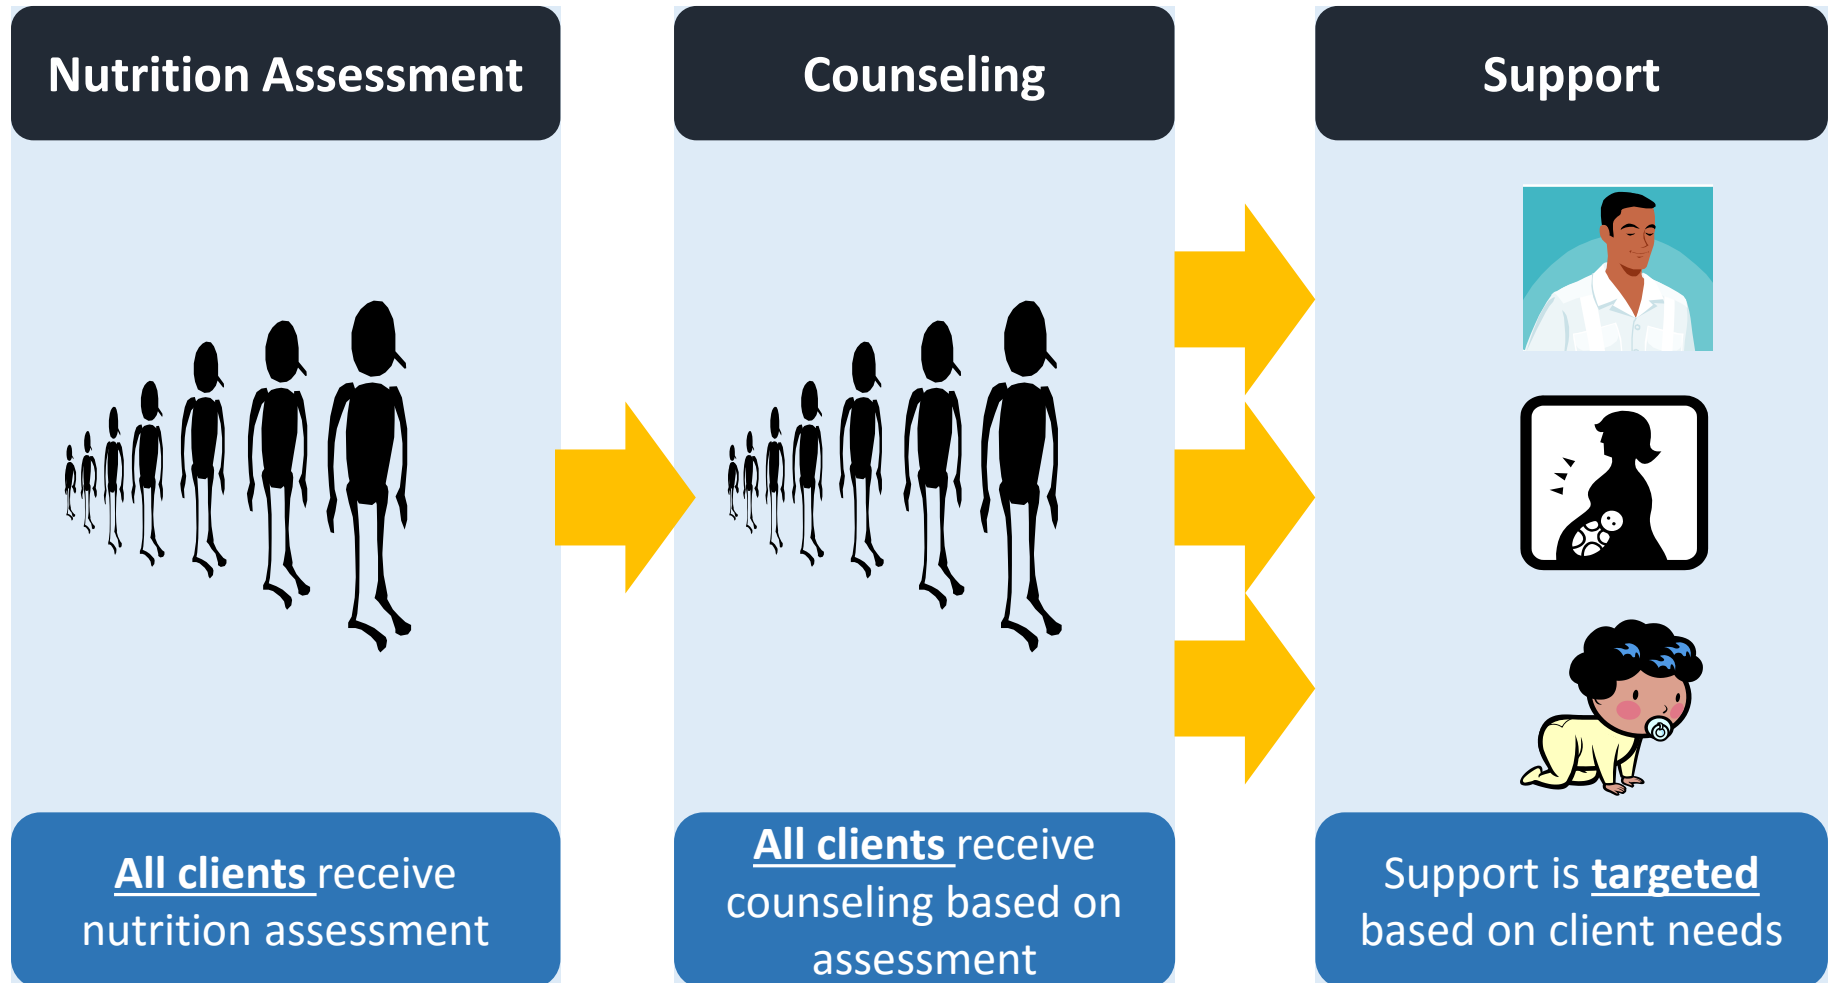 Nutrition Assessment
Counseling
Support
All clients receive
nutrition assessment
All clients receive
counseling based on
assessment
Support is targeted
based on client needs